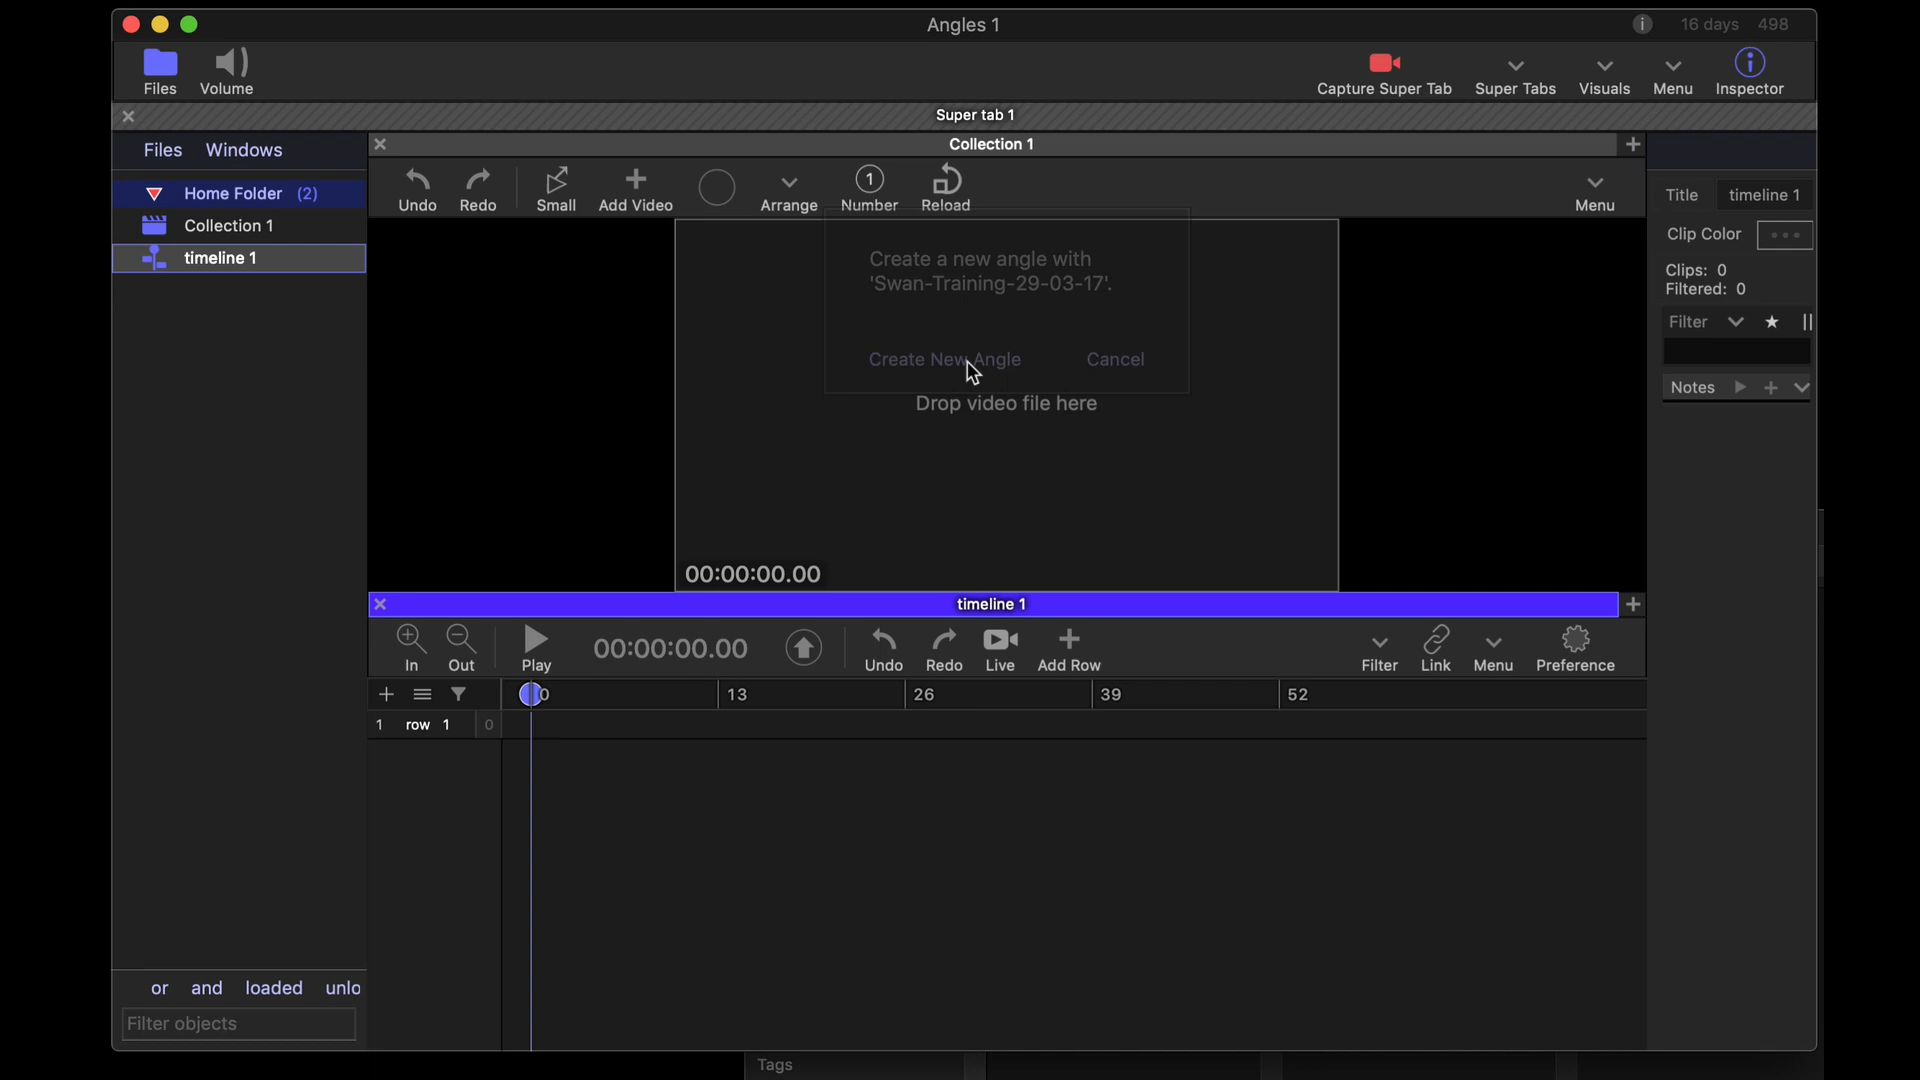 Angles 1
16 days 498
Files Volume
Capture Super Tab Super Tabs Visuals Menu Inspector
Super tab 1
Files Windows
Collection 1
Home Folder (2)
Collection 1
timeline 1
Undo Redo Small Add Video Arrange 1 Number Reload Menu
Create a new angle with
'Swan-Training-29-03-17'.
Create New Angle Cancel
Drop video file here
00:00:00.00
Title timeline 1
Clip Color
Clips: 0
Filtered: 0
Filter
Notes
timeline 1
In Out Play 00:00:00.00 Undo Redo Live Add Row Filter Link Menu Preference
0 13 26 39 52
1 row 1 0
or and loaded unlo
Filter objects
Tags